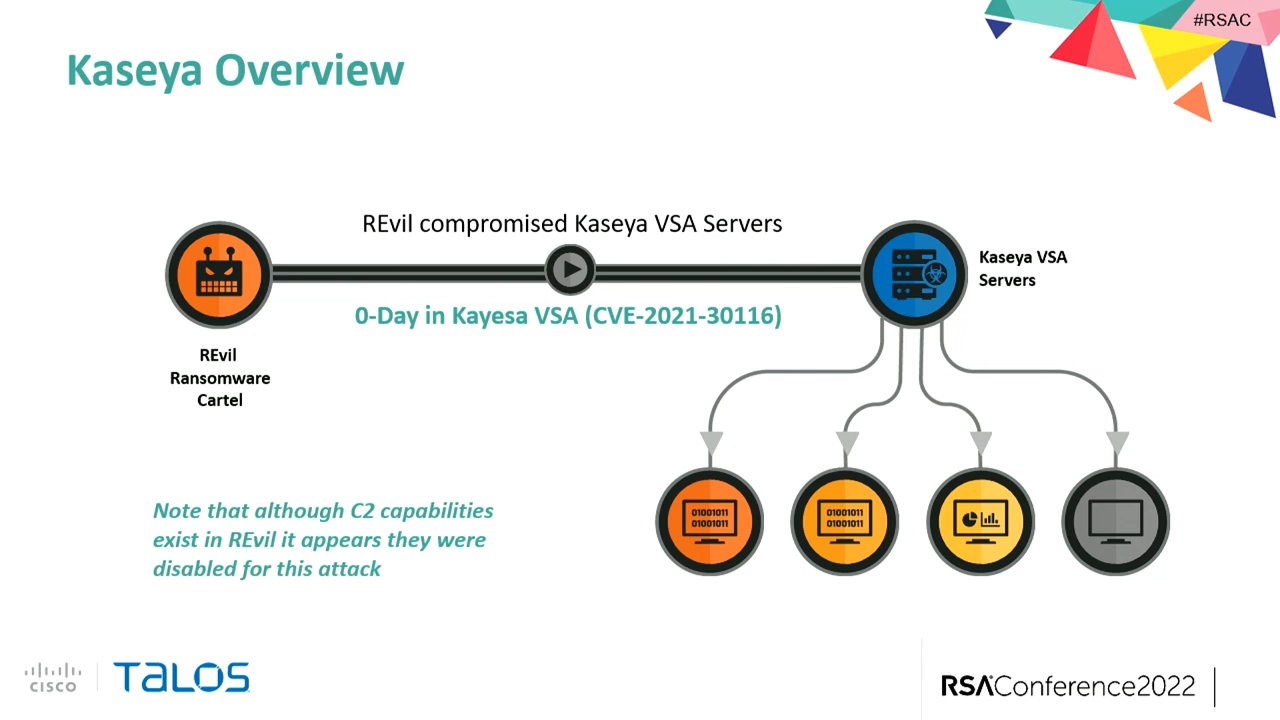 #RSAC
Kaseya Overview
REvil compromised Kaseya VSA Servers
0-Day in Kayesa VSA (CVE-2021-30116)
REvil
Ransomware
Cartel
Kaseya VSA
Servers
01001011
01001011
01001011
01001011
Note that although C2 capabilities
exist in REvil it appears they were
disabled for this attack
CISCO
TALOS
RSAConference2022